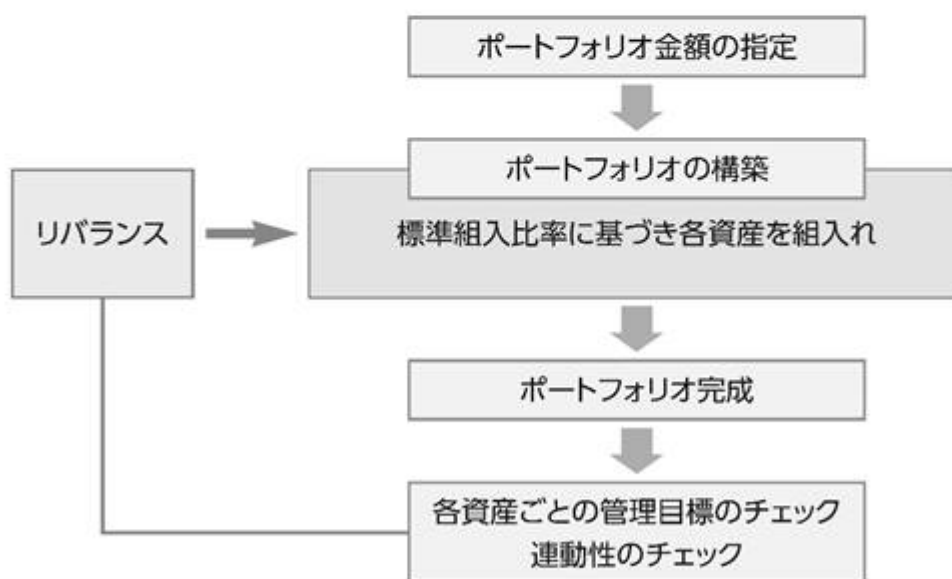 ポートフォリオ金額の指定
ポートフォリオの構築
リバランス
標準組入比率に基づき各資産を組入れ
ポートフォリオ完成
各資産ごとの管理目標のチェック
連動性のチェック